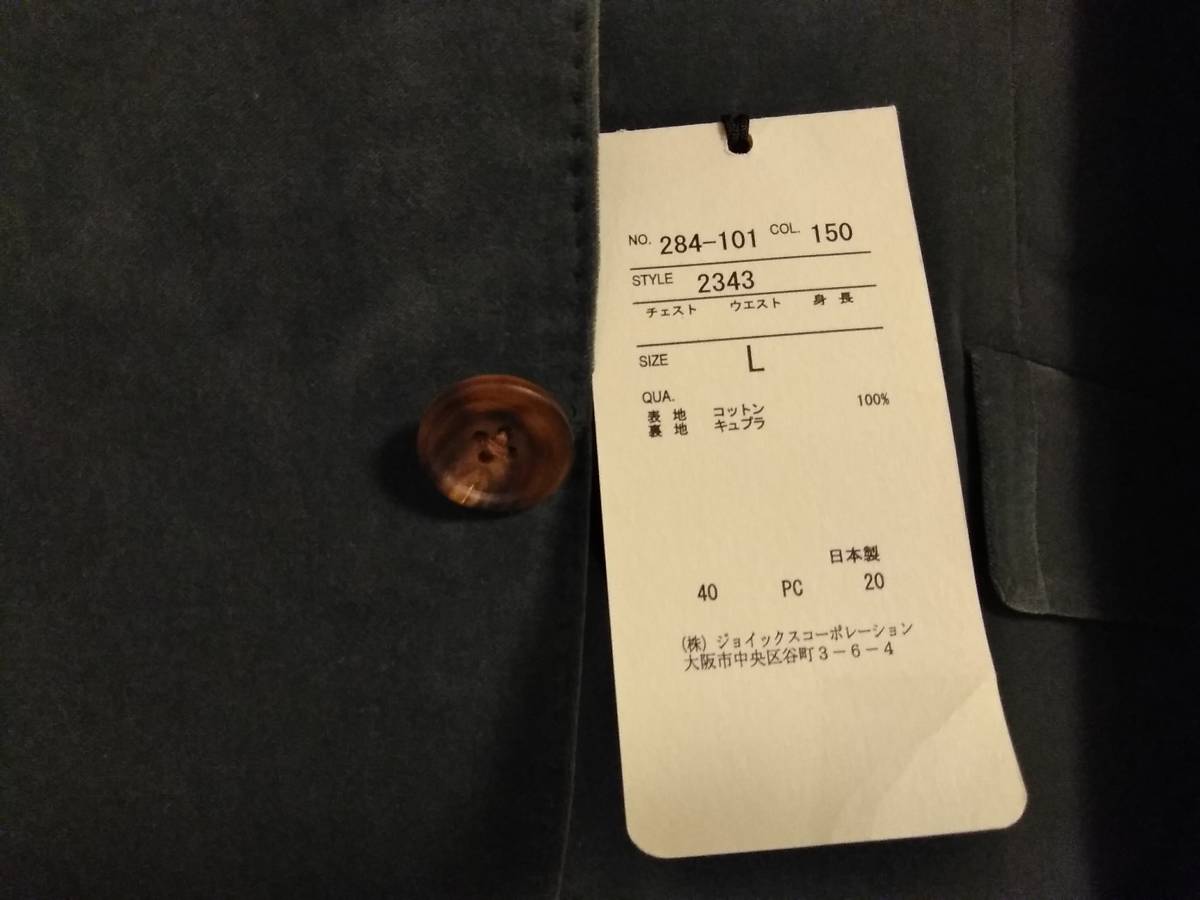 NO. 284-101 COL. 150
STYLE 2343
チェスト ウエスト 身長
SIZE L
QUA.
表地 コットン 100%
裏地 キュプラ
日本製
40 PC 20
(株) ジョイックスコーポレーション
大阪市中央区谷町3-6-4